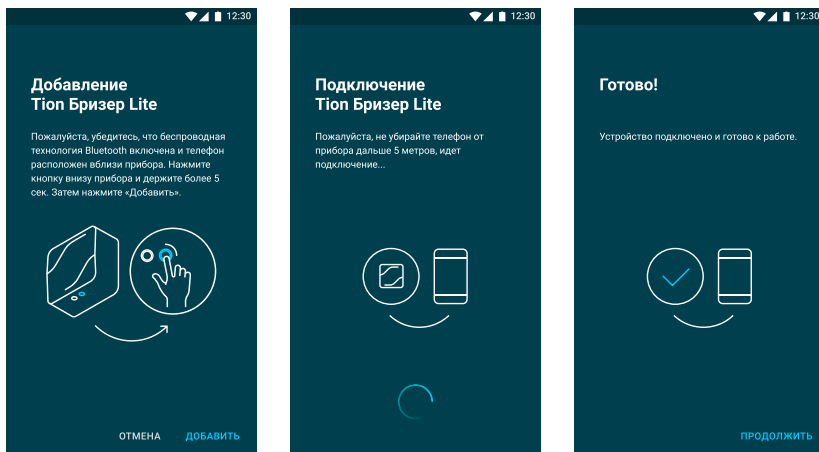 12:30
Добавление
Tion Бризер Lite
Пожалуйста, убедитесь, что беспроводная
технология Bluetooth включена и телефон
расположен вблизи прибора. Нажмите
кнопку внизу прибора и держите более 5
сек. Затем нажмите «Добавить».
ОТМЕНА ДОБАВИТЬ
12:30
Подключение
Tion Бризер Lite
Пожалуйста, не убирайте телефон от
прибора дальше 5 метров, идет
подключение...
12:30
Готово!
Устройство подключено и готово к работе.
ПРОДОЛЖИТЬ